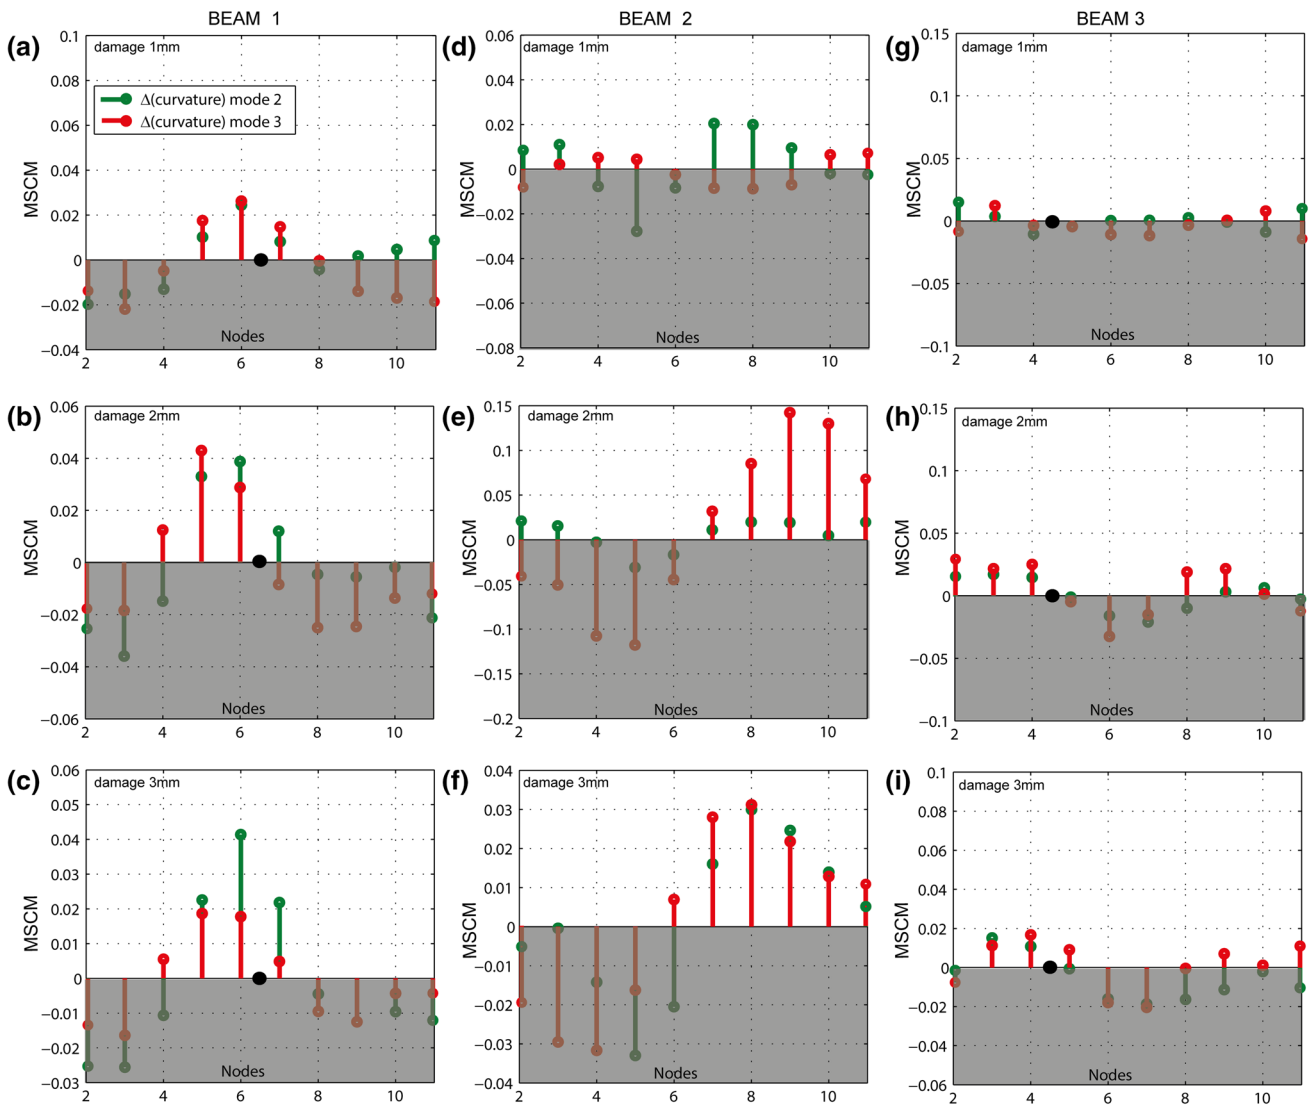 BEAM 1
BEAM 2
BEAM 3
(a)
damage 1mm
Δ(curvature) mode 2
Δ(curvature) mode 3
MSCM
0.1
0.08
0.06
0.04
0.02
0
−0.02
−0.04
Nodes
2 4 6 8 10
(d)
damage 1mm
MSCM
0.06
0.04
0.02
0
−0.02
−0.04
−0.06
−0.08
Nodes
2 4 6 8 10
(g)
damage 1mm
MSCM
0.15
0.1
0.05
0
−0.05
−0.1
Nodes
2 4 6 8 10
(b)
damage 2mm
MSCM
0.06
0.04
0.02
0
−0.02
−0.04
−0.06
Nodes
2 4 6 8 10
(e)
damage 2mm
MSCM
0.15
0.1
0.05
0
−0.05
−0.1
−0.15
−0.2
Nodes
2 4 6 8 10
(h)
damage 2mm
MSCM
0.15
0.1
0.05
0
−0.05
−0.1
Nodes
2 4 6 8 10
(c)
damage 3mm
MSCM
0.06
0.05
0.04
0.03
0.02
0.01
0
−0.01
−0.02
−0.03
Nodes
2 4 6 8 10
(f)
damage 3mm
MSCM
0.04
0.03
0.02
0.01
0
−0.01
−0.02
−0.03
−0.04
Nodes
2 4 6 8 10
(i)
damage 3mm
MSCM
0.1
0.08
0.06
0.04
0.02
0
−0.02
−0.04
−0.06
Nodes
2 4 6 8 10